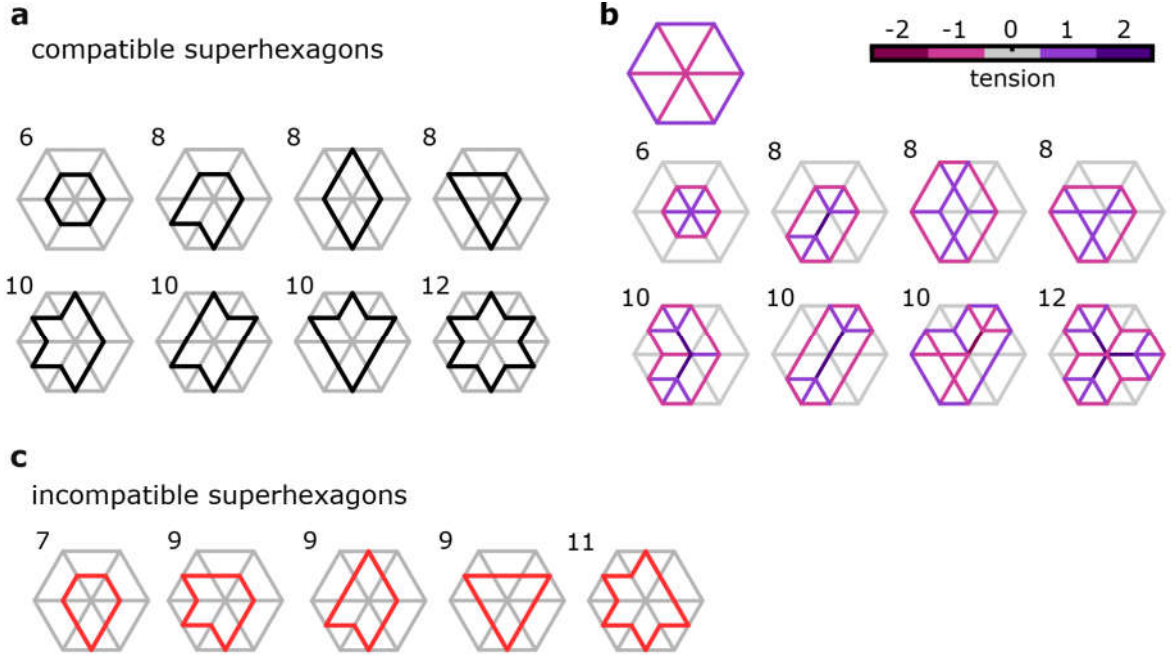 a
compatible superhexagons
6 8 8 8
10 10 10 12
b
-2 -1 0 1 2
tension
6 8 8 8
10 10 10 12
c
incompatible superhexagons
7 9 9 9 11